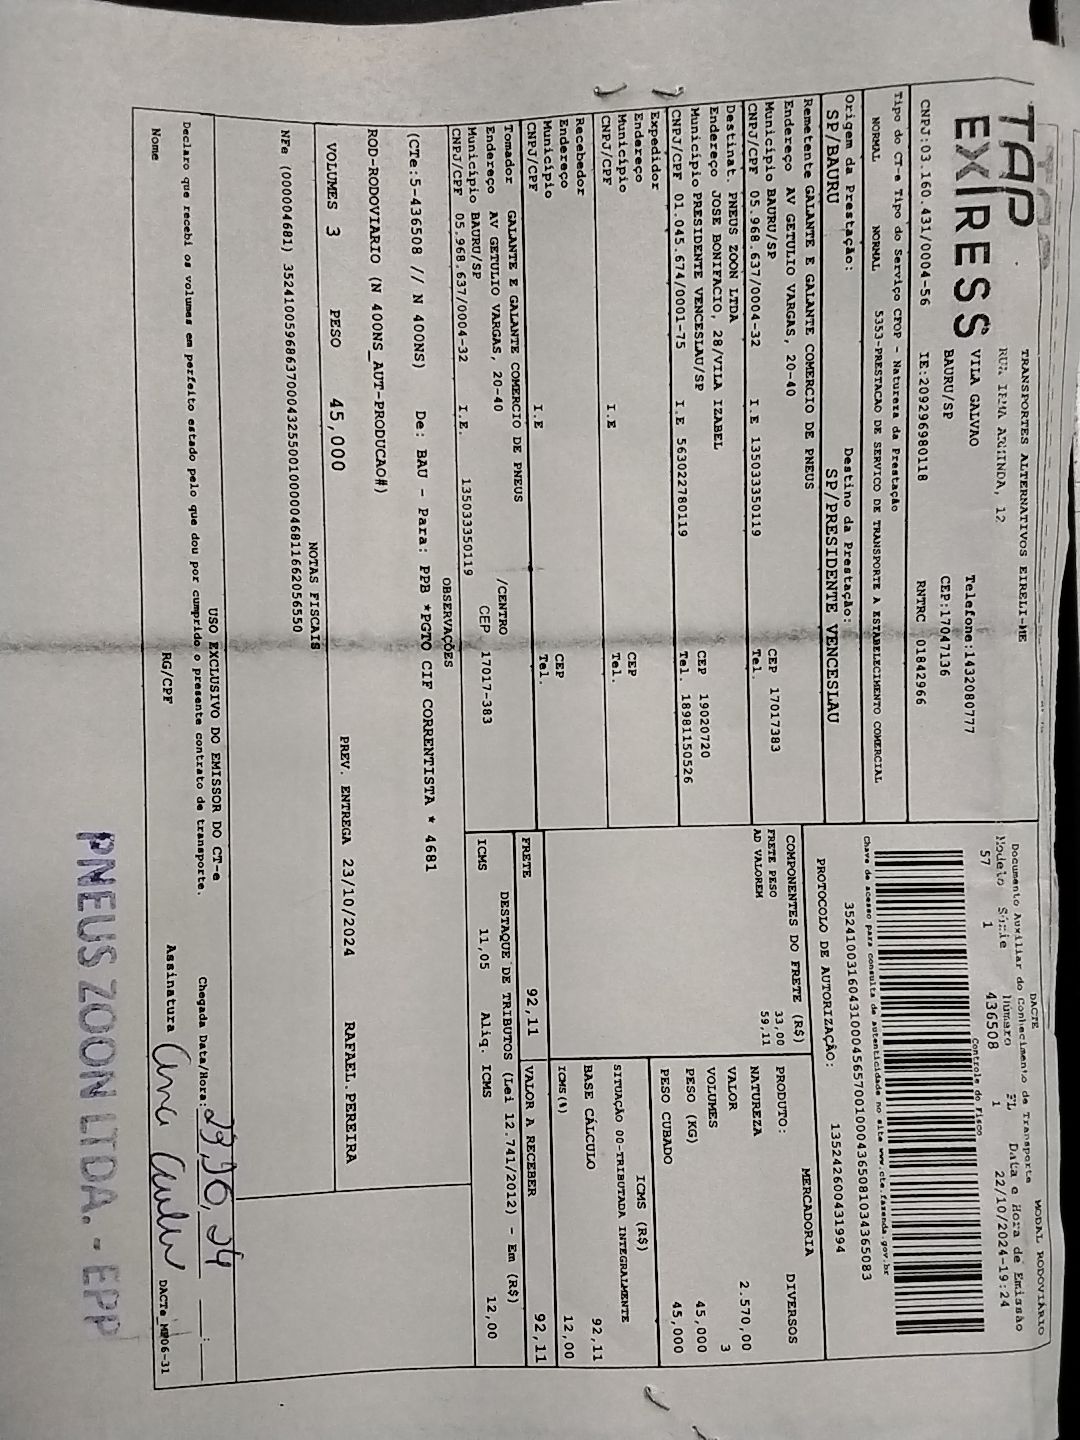 TAP
EX/RESS
TRANSPORTES ALTERNATIVOS EIRELI-ME
RUA IRMA ARMINDA, 12
VILA GALVAO Telefone:1432080777
BAURU/SP CEP:17047136
CNPJ:03.160.431/0004-56 IE:209296980118 RNTRC 01842966
MODAL RODOVIÁRIO
DACTE
Documento Auxiliar do Conhecimento de Transporte
Modelo Série Número FL Data e Hora de Emissão
57 1 436508 1 22/10/2024-19:24
Controle do Fisco
Chave de acesso para consulta de autenticidade no site www.cte.fazenda.gov.br
PROTOCOLO DE AUTORIZAÇÃO: 135242600431994
Tipo do CT-e Tipo do Serviço CFOP - Natureza da Prestação
NORMAL NORMAL 5353-PRESTACAO DE SERVICO DE TRANSPORTE A ESTABELECIMENTO COMERCIAL
Origem da Prestação: Destino da Prestação:
SP/BAURU SP/PRESIDENTE VENCESLAU
Remetente GALANTE E GALANTE COMERCIO DE PNEUS
Endereço AV GETULIO VARGAS, 20-40
Município BAURU/SP CEP 17017383
CNPJ/CPF 05.968.637/0004-32 I.E 135033350119 Tel.
Destinat. PNEUS ZOON LTDA
Endereço JOSE BONIFACIO, 28/VILA IZABEL
Município PRESIDENTE VENCESLAU/SP CEP 19020720
CNPJ/CPF 01.045.674/0001-75 I.E 563022780119 Tel. 18981150526
Expedidor
Endereço
Município CEP
CNPJ/CPF I.E Tel.
Recebedor
Endereço
Município CEP
CNPJ/CPF I.E Tel.
Tomador GALANTE E GALANTE COMERCIO DE PNEUS
Endereço AV GETULIO VARGAS, 20-40 /CENTRO
Município BAURU/SP CEP 17017-383
CNPJ/CPF 05.968.637/0004-32 I.E. 135033350119
COMPONENTES DO FRETE (R$)
FRETE PESO 33,00
AD VALOREM 59,11
PRODUTO: MERCADORIA
NATUREZA DIVERSOS
VALOR 2.570,00
VOLUMES 3
PESO (KG) 45,000
PESO CUBADO 45,000
ICMS (R$)
SITUAÇÃO 00-TRIBUTADA INTEGRALMENTE
BASE CÁLCULO 92,11
ICMS(%) 12,00
FRETE 92,11 VALOR A RECEBER 92,11
DESTAQUE DE TRIBUTOS (Lei 12.741/2012) - Em (R$)
ICMS 11,05 Aliq. ICMS 12,00
OBSERVAÇÕES
(CTe:5-436508 // N 400NS) De: BAU - Para: PPB *PGTO CIF CORRENTISTA * 4681
ROD-RODOVIARIO (N 400NS_AUT-PRODUCAO#)
VOLUMES 3 PESO 45,000 PREV. ENTREGA 23/10/2024 RAFAEL.PEREIRA
NOTAS FISCAIS
USO EXCLUSIVO DO EMISSOR DO CT-e
Declaro que recebi os volumes em perfeito estado pelo que dou por cumprido o presente contrato de transporte. Chegada Data/Hora:
Nome RG/CPF Assinatura DACTe_MP06-31
PNEUS ZOON LTDA. - EPP